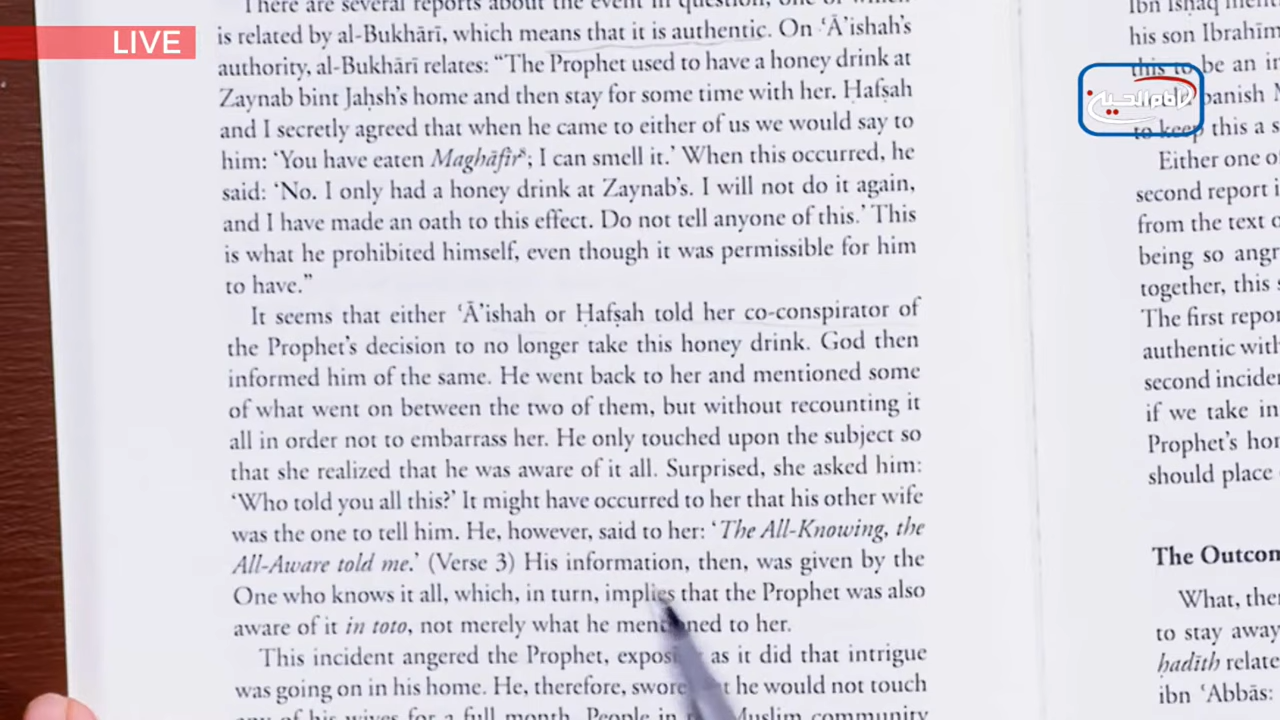 LIVE
There are several reports about the event in question, one of which
is related by al-Bukhārī, which means that it is authentic. On ʿĀ’ishah’s
authority, al-Bukhārī relates: “The Prophet used to have a honey drink at
Zaynab bint Jaḥsh’s home and then stay for some time with her. Ḥafṣah
and I secretly agreed that when he came to either of us we would say to
him: ‘You have eaten Maghāfīr⁸; I can smell it.’ When this occurred, he
said: ‘No. I only had a honey drink at Zaynab’s. I will not do it again,
and I have made an oath to this effect. Do not tell anyone of this.’ This
is what he prohibited himself, even though it was permissible for him
to have.”
It seems that either ʿĀ’ishah or Ḥafṣah told her co-conspirator of
the Prophet’s decision to no longer take this honey drink. God then
informed him of the same. He went back to her and mentioned some
of what went on between the two of them, but without recounting it
all in order not to embarrass her. He only touched upon the subject so
that she realized that he was aware of it all. Surprised, she asked him:
‘Who told you all this?’ It might have occurred to her that his other wife
was the one to tell him. He, however, said to her: ‘The All-Knowing, the
All-Aware told me.’ (Verse 3) His information, then, was given by the
One who knows it all, which, in turn, implies that the Prophet was also
aware of it in toto, not merely what he mentioned to her.
This incident angered the Prophet, as it did that intrigue
was going on in his home. He, therefore, swore he would not touch
any of his wives for a full month. People in Muslim community
الإمام الحسين
Ibn Isḥāq
his son Ibrahīm
this to be an
to keep this a
Either one of
second report
from the text
being so
together, this
The first
authentic
second
if we take in
Prophet’s
should place
The
What,
to stay away
ḥadīth
ibn ʿAbbās: